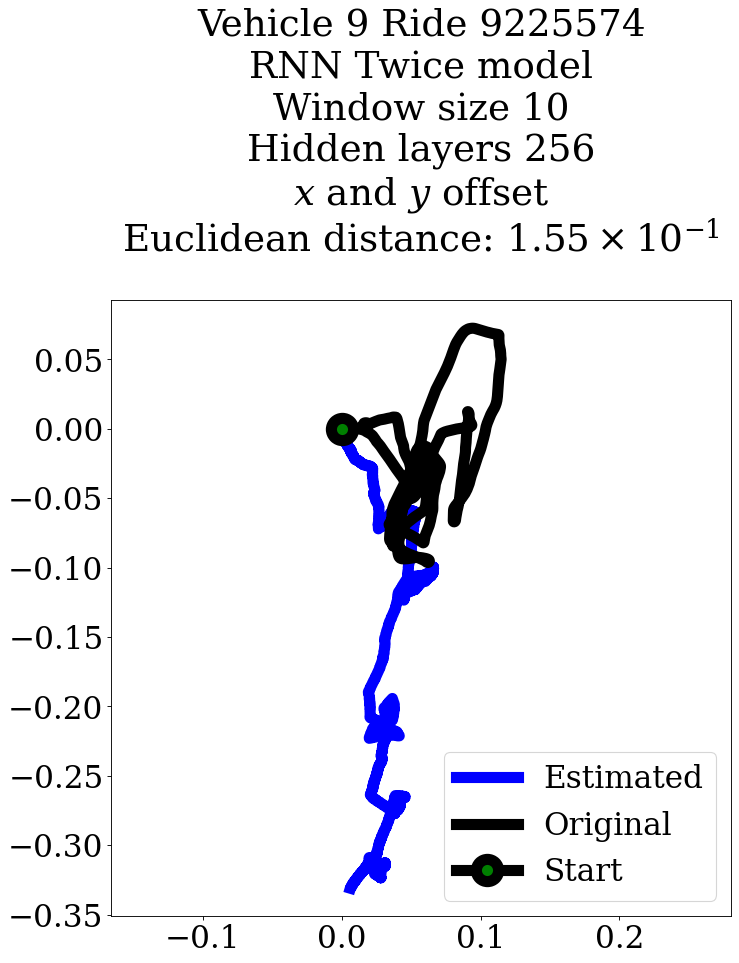 Vehicle 9 Ride 9225574
RNN Twice model
Window size 10
Hidden layers 256
x and y offset
Euclidean distance: 1.55 × 10⁻¹
0.05
0.00
−0.05
−0.10
−0.15
−0.20
−0.25
−0.30
−0.35
−0.1 0.0 0.1 0.2
Estimated
Original
Start